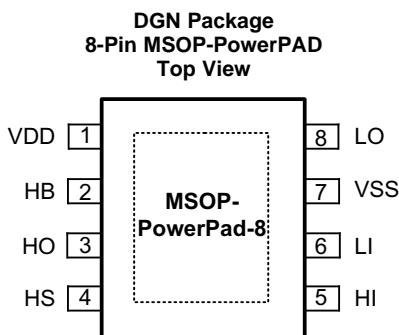 DGN Package
8-Pin MSOP-PowerPAD
Top View
VDD 1 8 LO
HB 2 7 VSS
MSOP-
PowerPad-8
HO 3 6 LI
HS 4 5 HI